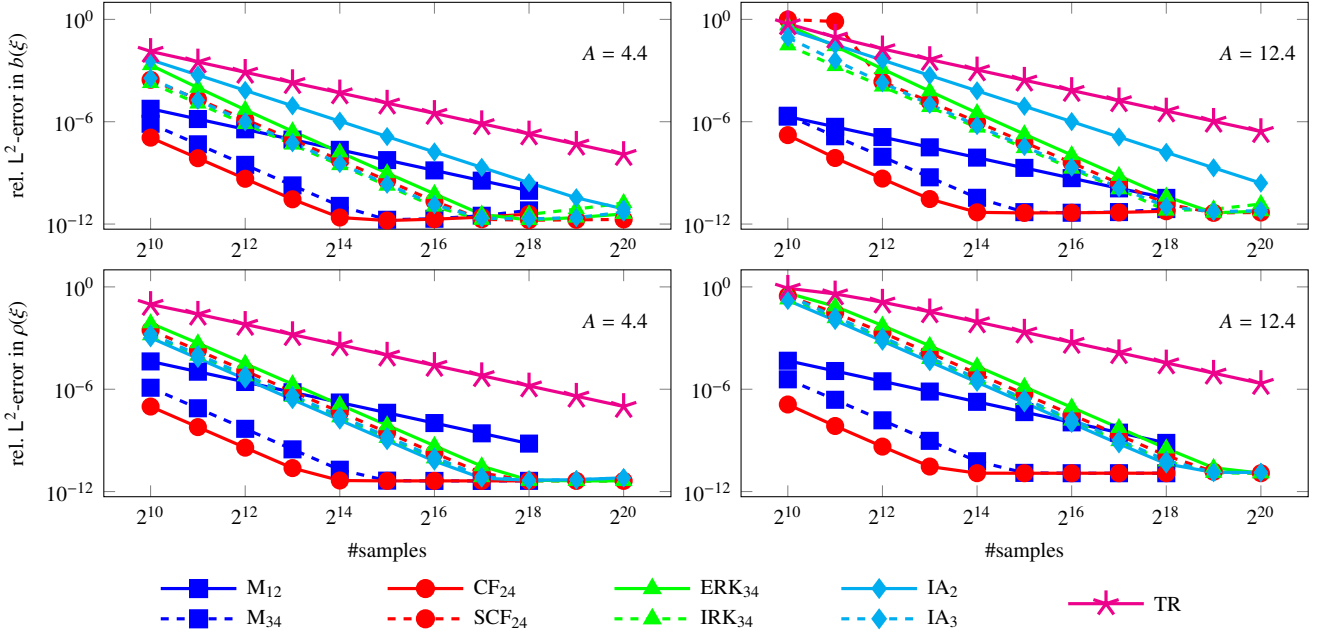 rel. L²-error in b(ξ)
10⁰
10⁻⁶
10⁻¹²
A = 4.4
2¹⁰ 2¹² 2¹⁴ 2¹⁶ 2¹⁸ 2²⁰
10⁰
10⁻⁶
10⁻¹²
A = 12.4
2¹⁰ 2¹² 2¹⁴ 2¹⁶ 2¹⁸ 2²⁰
rel. L²-error in ρ(ξ)
10⁰
10⁻⁶
10⁻¹²
A = 4.4
2¹⁰ 2¹² 2¹⁴ 2¹⁶ 2¹⁸ 2²⁰
#samples
10⁰
10⁻⁶
10⁻¹²
A = 12.4
2¹⁰ 2¹² 2¹⁴ 2¹⁶ 2¹⁸ 2²⁰
#samples
M₁₂ CF₂₄ ERK₃₄ IA₂ TR
M₃₄ SCF₂₄ IRK₃₄ IA₃